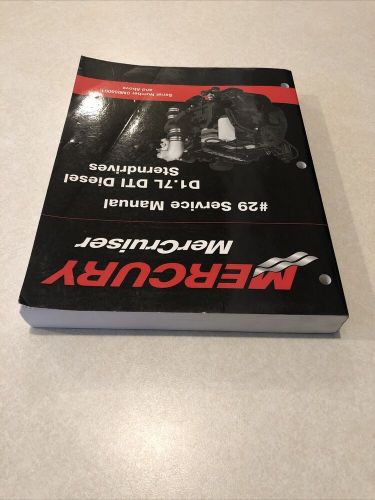 MERCURY
MerCruiser
#29 Service Manual
D1.7L DTI Diesel
Sterndrives
Serial Number
and Above